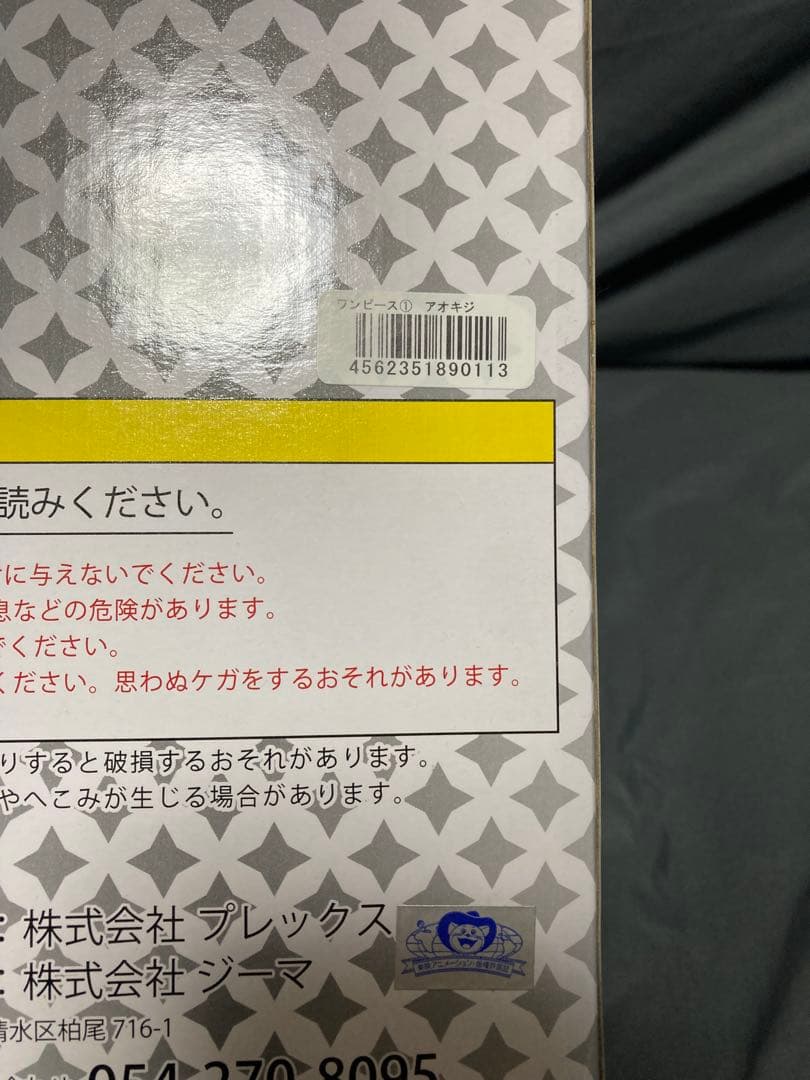 ワンピース① アオキジ
4562351890113
読みください。
に与えないでください。
息などの危険があります。
ください。
ください。思わぬケガをするおそれがあります。
りすると破損するおそれがあります。
やへこみが生じる場合があります。
: 株式会社 プレックス
: 株式会社 ジーマ
清水区柏尾 716-1
054-270-8095